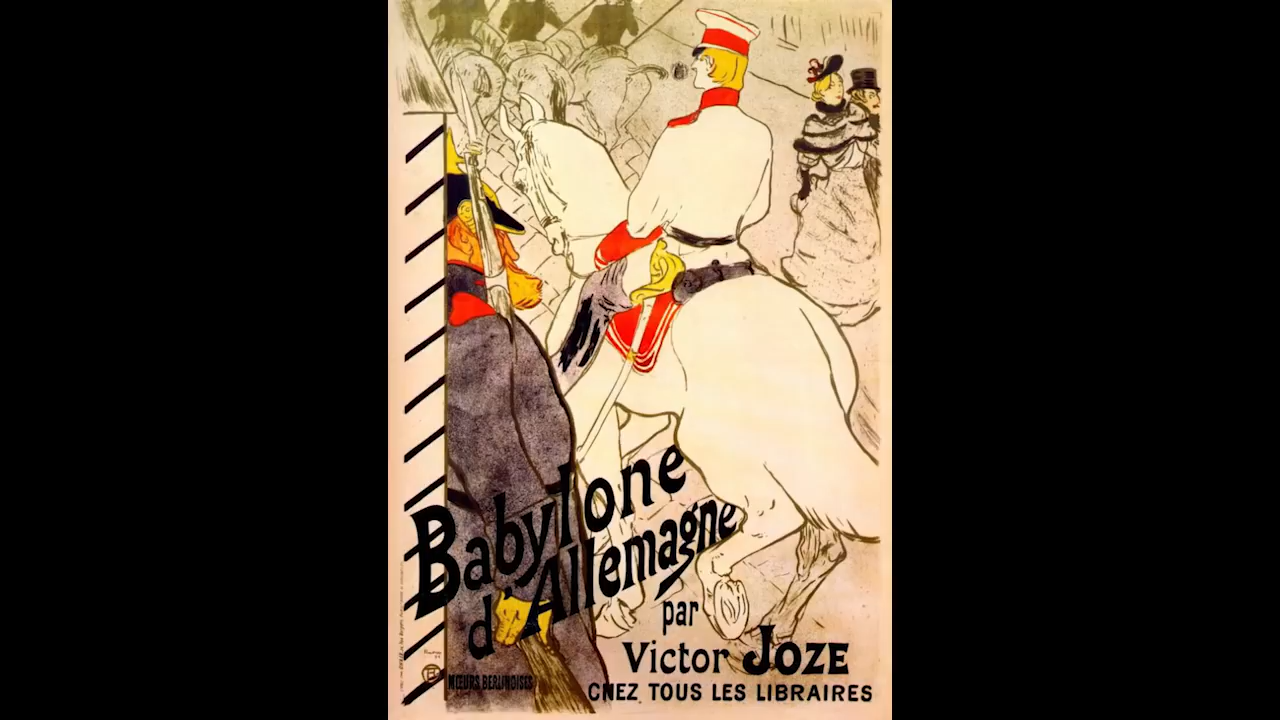 Babylone
d'Allemagne
par
Victor JOZE
MŒURS BERLINOISES
CHEZ TOUS LES LIBRAIRES